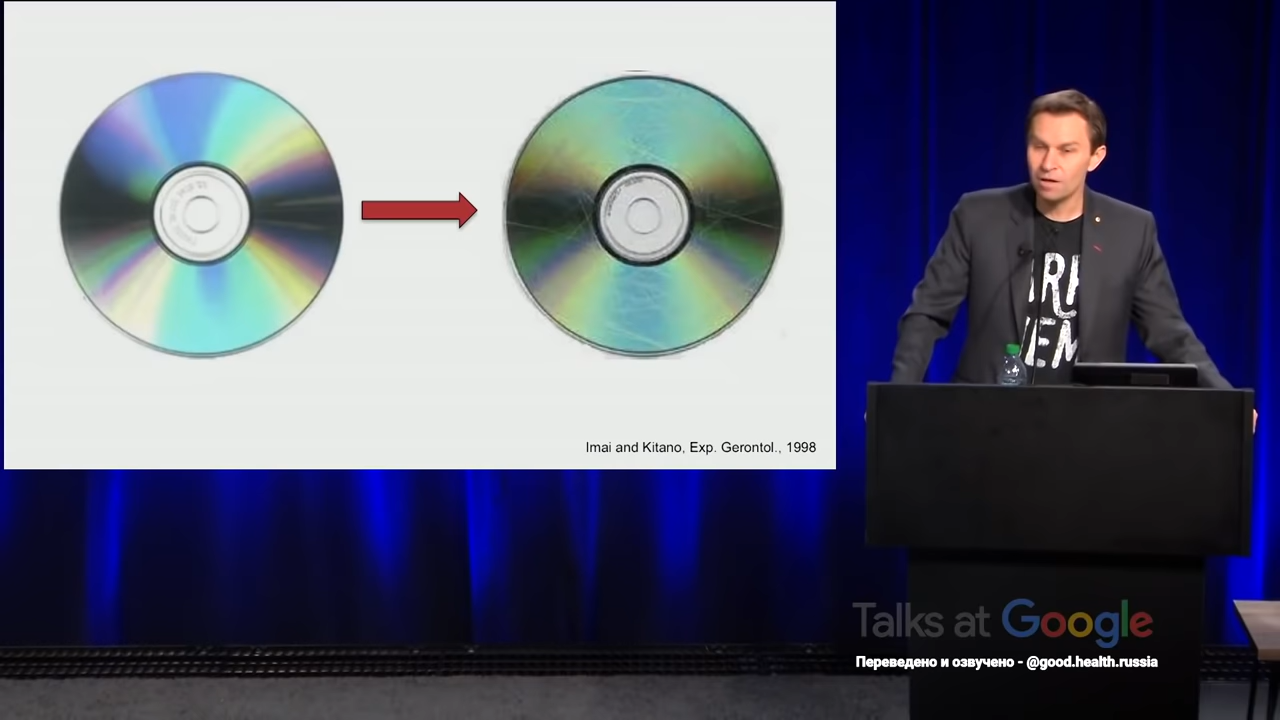 Imai and Kitano, Exp. Gerontol., 1998
Talks at Google
Переведено и озвучено - @good.health.russia